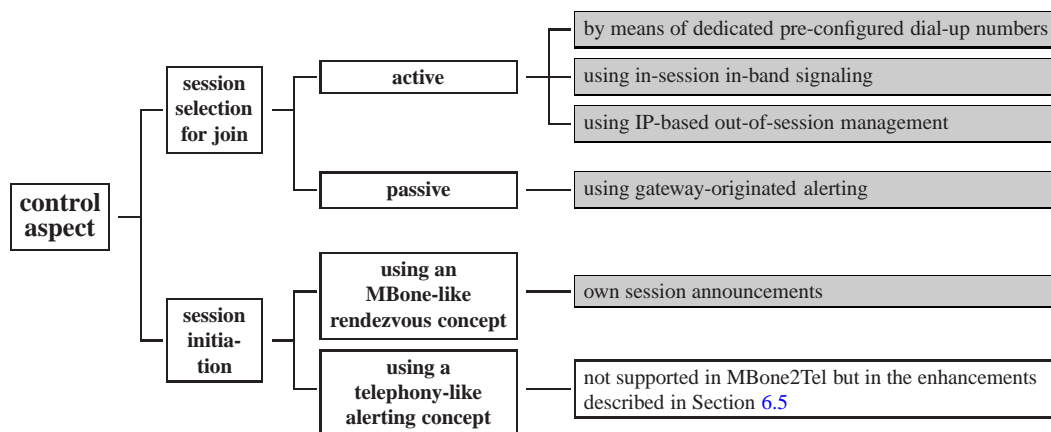 control
aspect
session
selection
for join
active
by means of dedicated pre-configured dial-up numbers
using in-session in-band signaling
using IP-based out-of-session management
passive
using gateway-originated alerting
session
initia-
tion
using an
MBone-like
rendezvous concept
own session announcements
using a
telephony-like
alerting concept
not supported in MBone2Tel but in the enhancements
described in Section 6.5